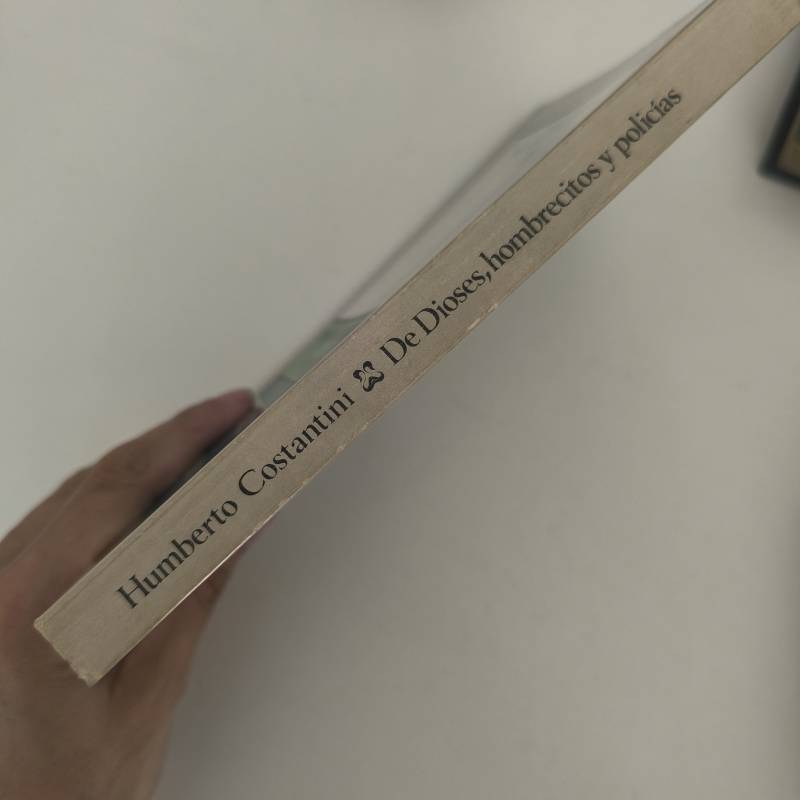 Humberto Costantini De Dioses, hombrecitos y policías